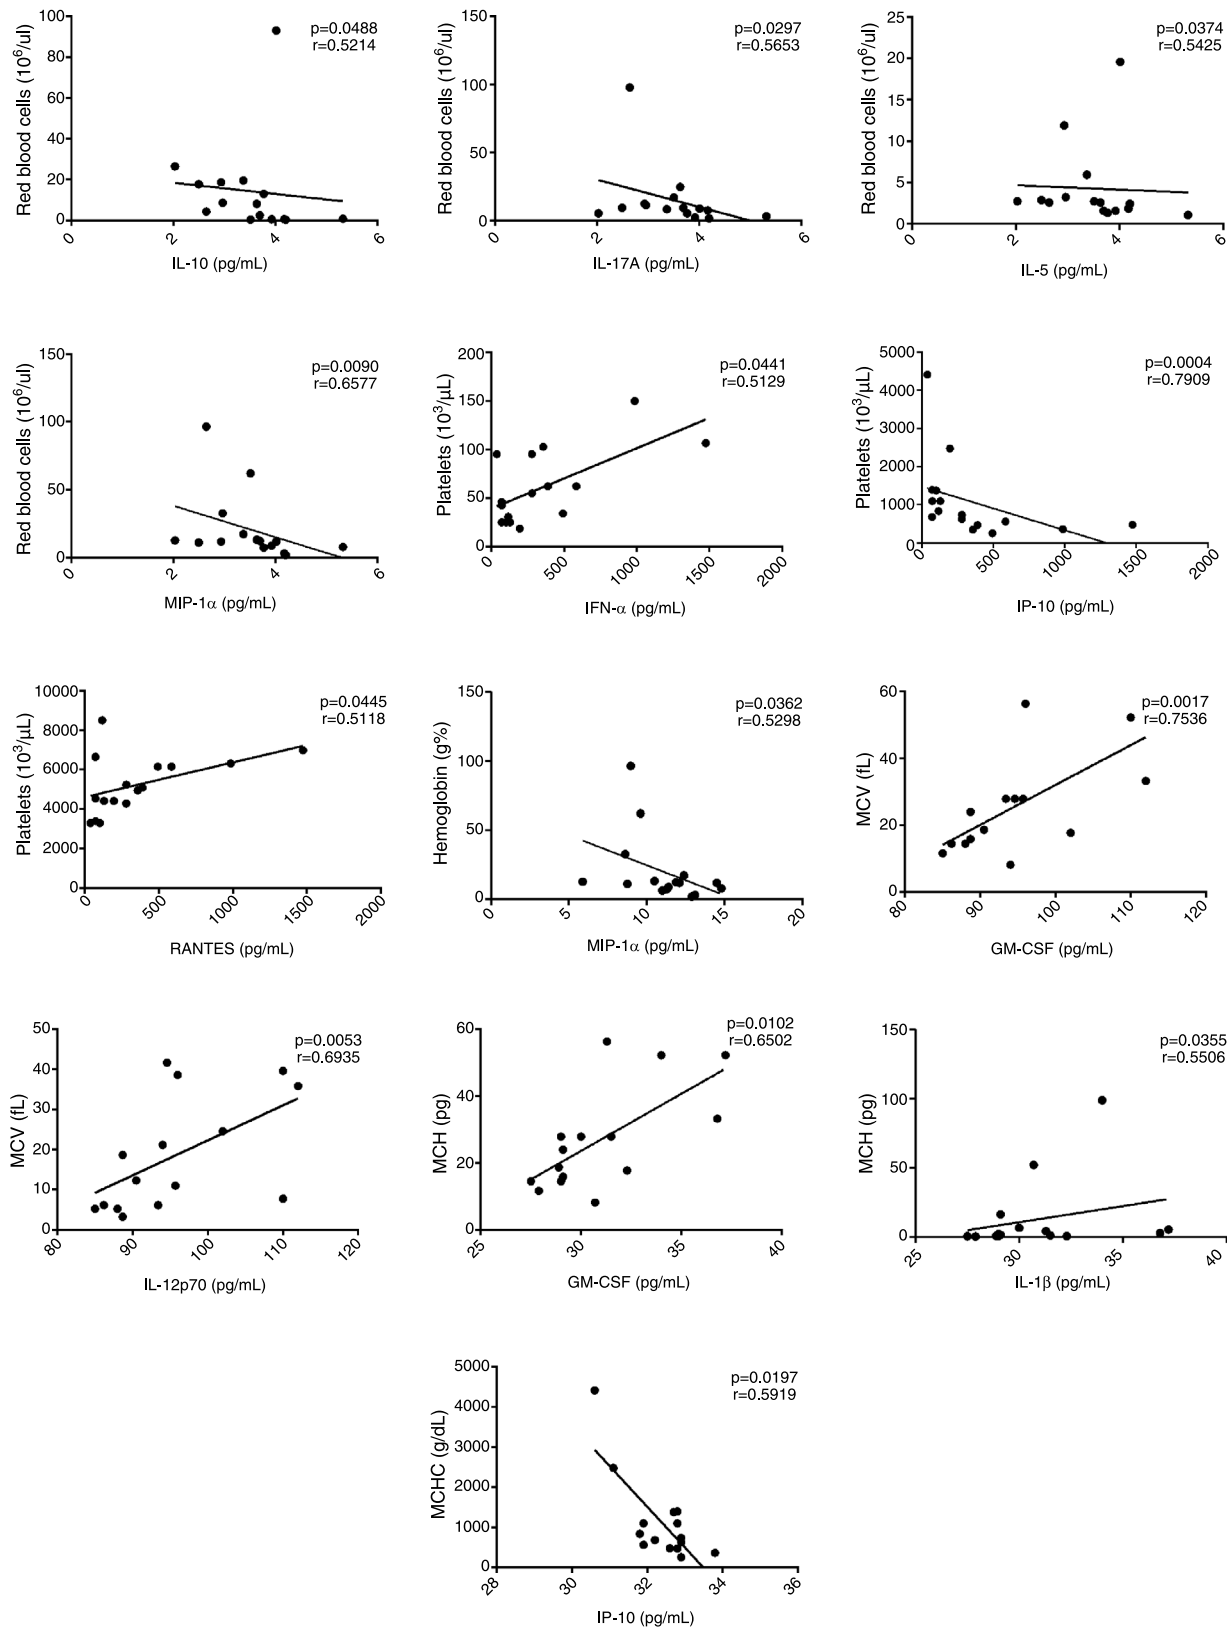 p=0.0488
r=0.5214
Red blood cells (10⁶/ul)
100
80
60
40
20
0
0
2
4
6
IL-10 (pg/mL)
p=0.0297
r=0.5653
Red blood cells (10⁶/ul)
150
100
50
0
0
2
4
6
IL-17A (pg/mL)
p=0.0374
r=0.5425
Red blood cells (10⁶/ul)
25
20
15
10
5
0
0
2
4
6
IL-5 (pg/mL)
p=0.0090
r=0.6577
Red blood cells (10⁶/ul)
150
100
50
0
0
2
4
6
MIP-1α (pg/mL)
p=0.0441
r=0.5129
Platelets (10³/μL)
200
150
100
50
0
0
500
1000
1500
2000
IFN-α (pg/mL)
p=0.0004
r=0.7909
Platelets (10³/μL)
5000
4000
3000
2000
1000
0
0
500
1000
1500
2000
IP-10 (pg/mL)
p=0.0445
r=0.5118
Platelets (10³/μL)
10000
8000
6000
4000
2000
0
0
500
1000
1500
2000
RANTES (pg/mL)
p=0.0362
r=0.5298
Hemoglobin (g%)
150
100
50
0
0
5
10
15
20
MIP-1α (pg/mL)
p=0.0017
r=0.7536
MCV (fL)
60
40
20
0
80
90
100
110
120
GM-CSF (pg/mL)
p=0.0053
r=0.6935
MCV (fL)
50
40
30
20
10
0
80
90
100
110
120
IL-12p70 (pg/mL)
p=0.0102
r=0.6502
MCH (pg)
60
40
20
0
25
30
35
40
GM-CSF (pg/mL)
p=0.0355
r=0.5506
MCH (pg)
150
100
50
0
25
30
35
40
IL-1β (pg/mL)
p=0.0197
r=0.5919
MCHC (g/dL)
5000
4000
3000
2000
1000
0
28
30
32
34
36
IP-10 (pg/mL)